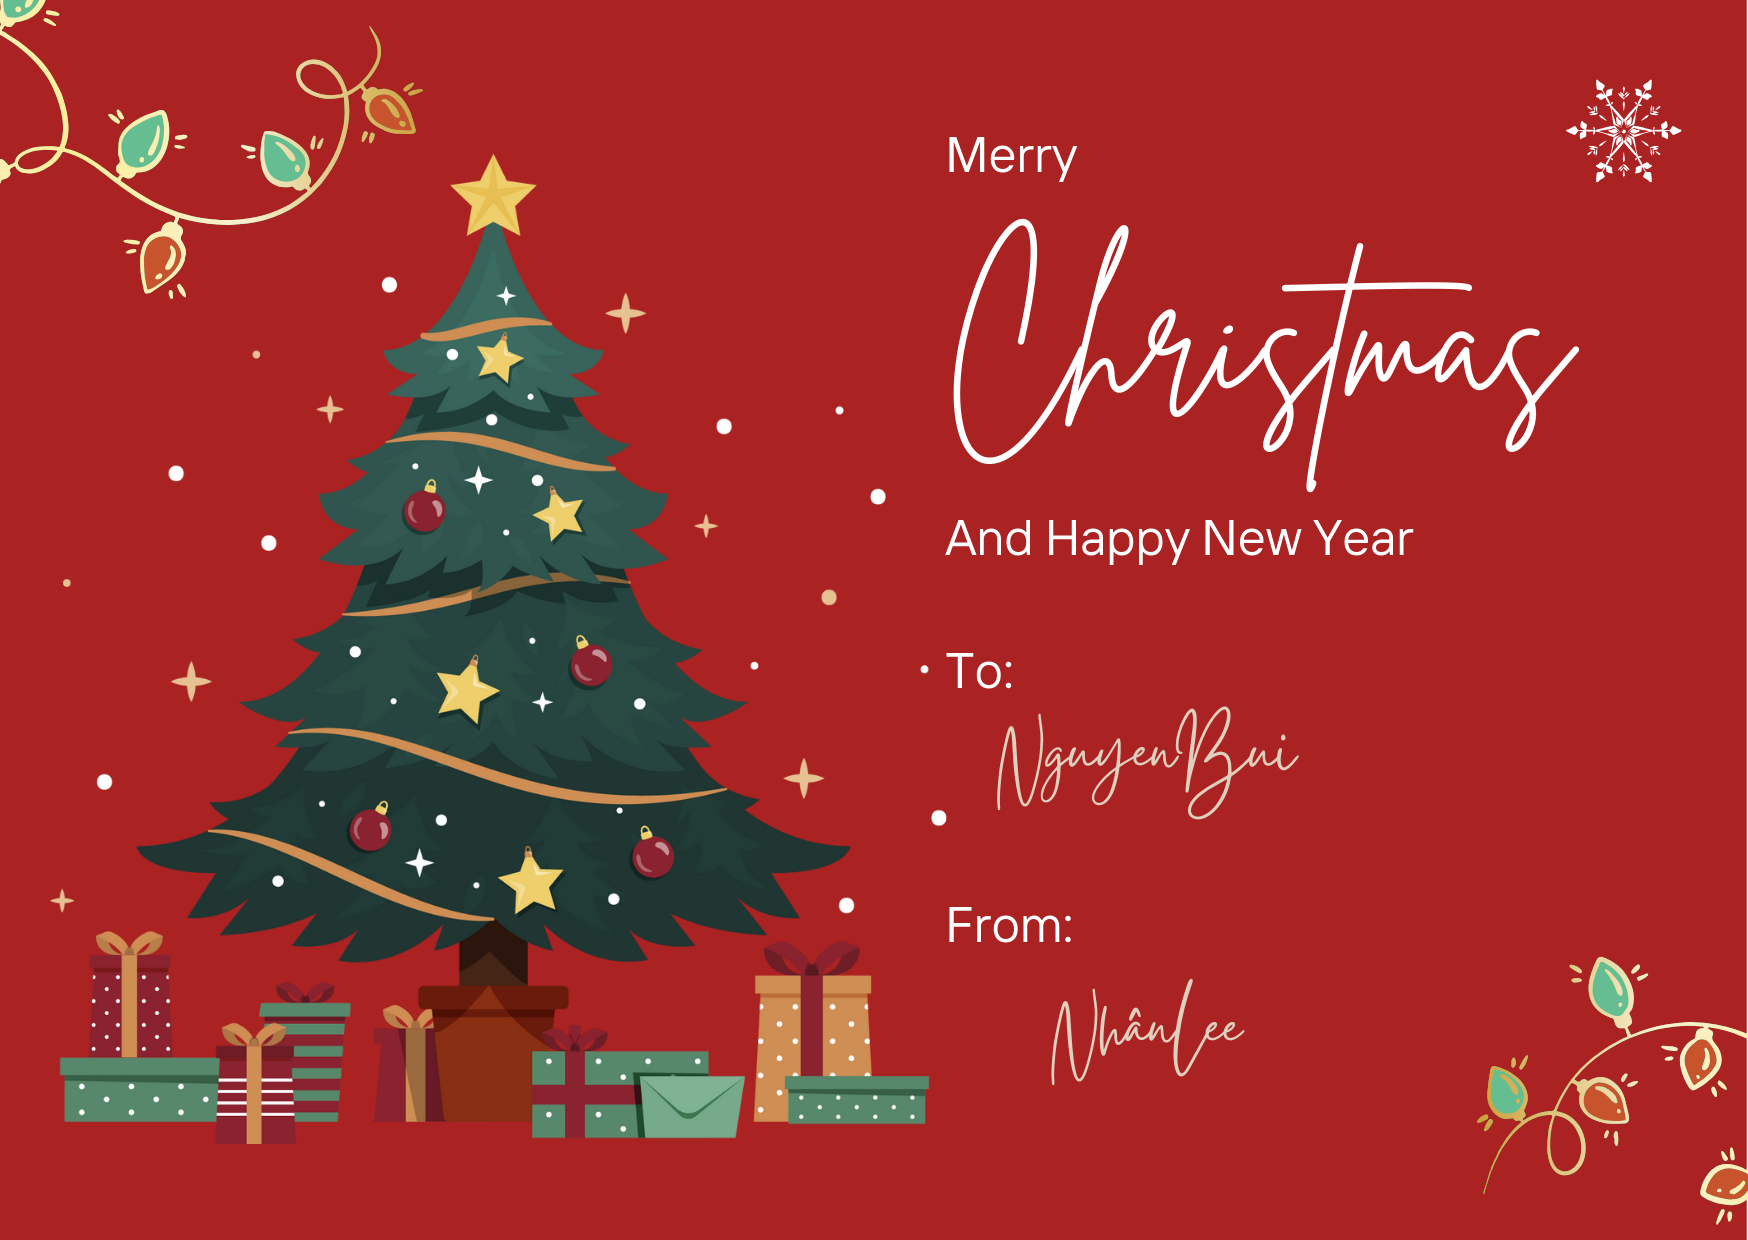 Merry
Christmas
And Happy New Year
To:
NguyenBui
From:
NhânLee